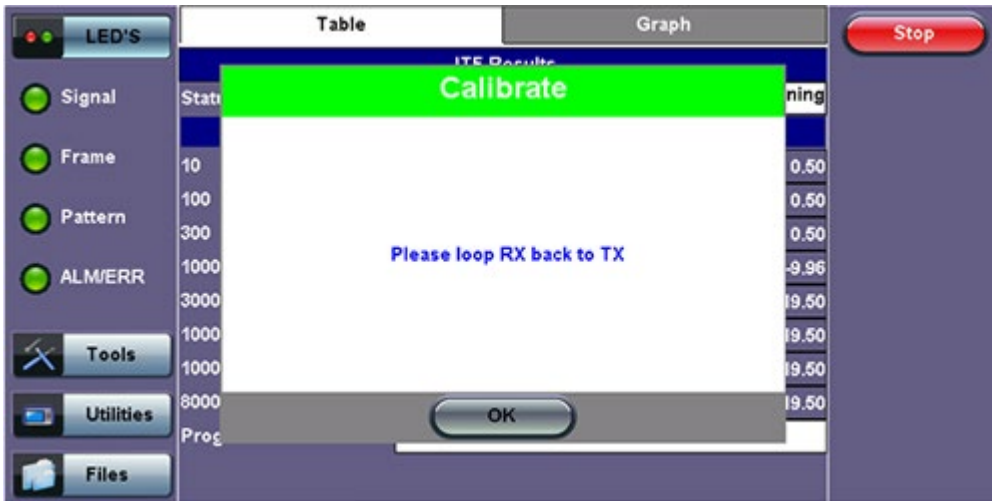 LED'S
Signal
Frame
Pattern
ALM/ERR
Tools
Utilities
Files
Table
Graph
Calibrate
Please loop RX back to TX
OK
10
0.50
100
0.50
300
0.50
1000
-9.96
3000
19.50
1000
19.50
1000
19.50
8000
19.50
Stop